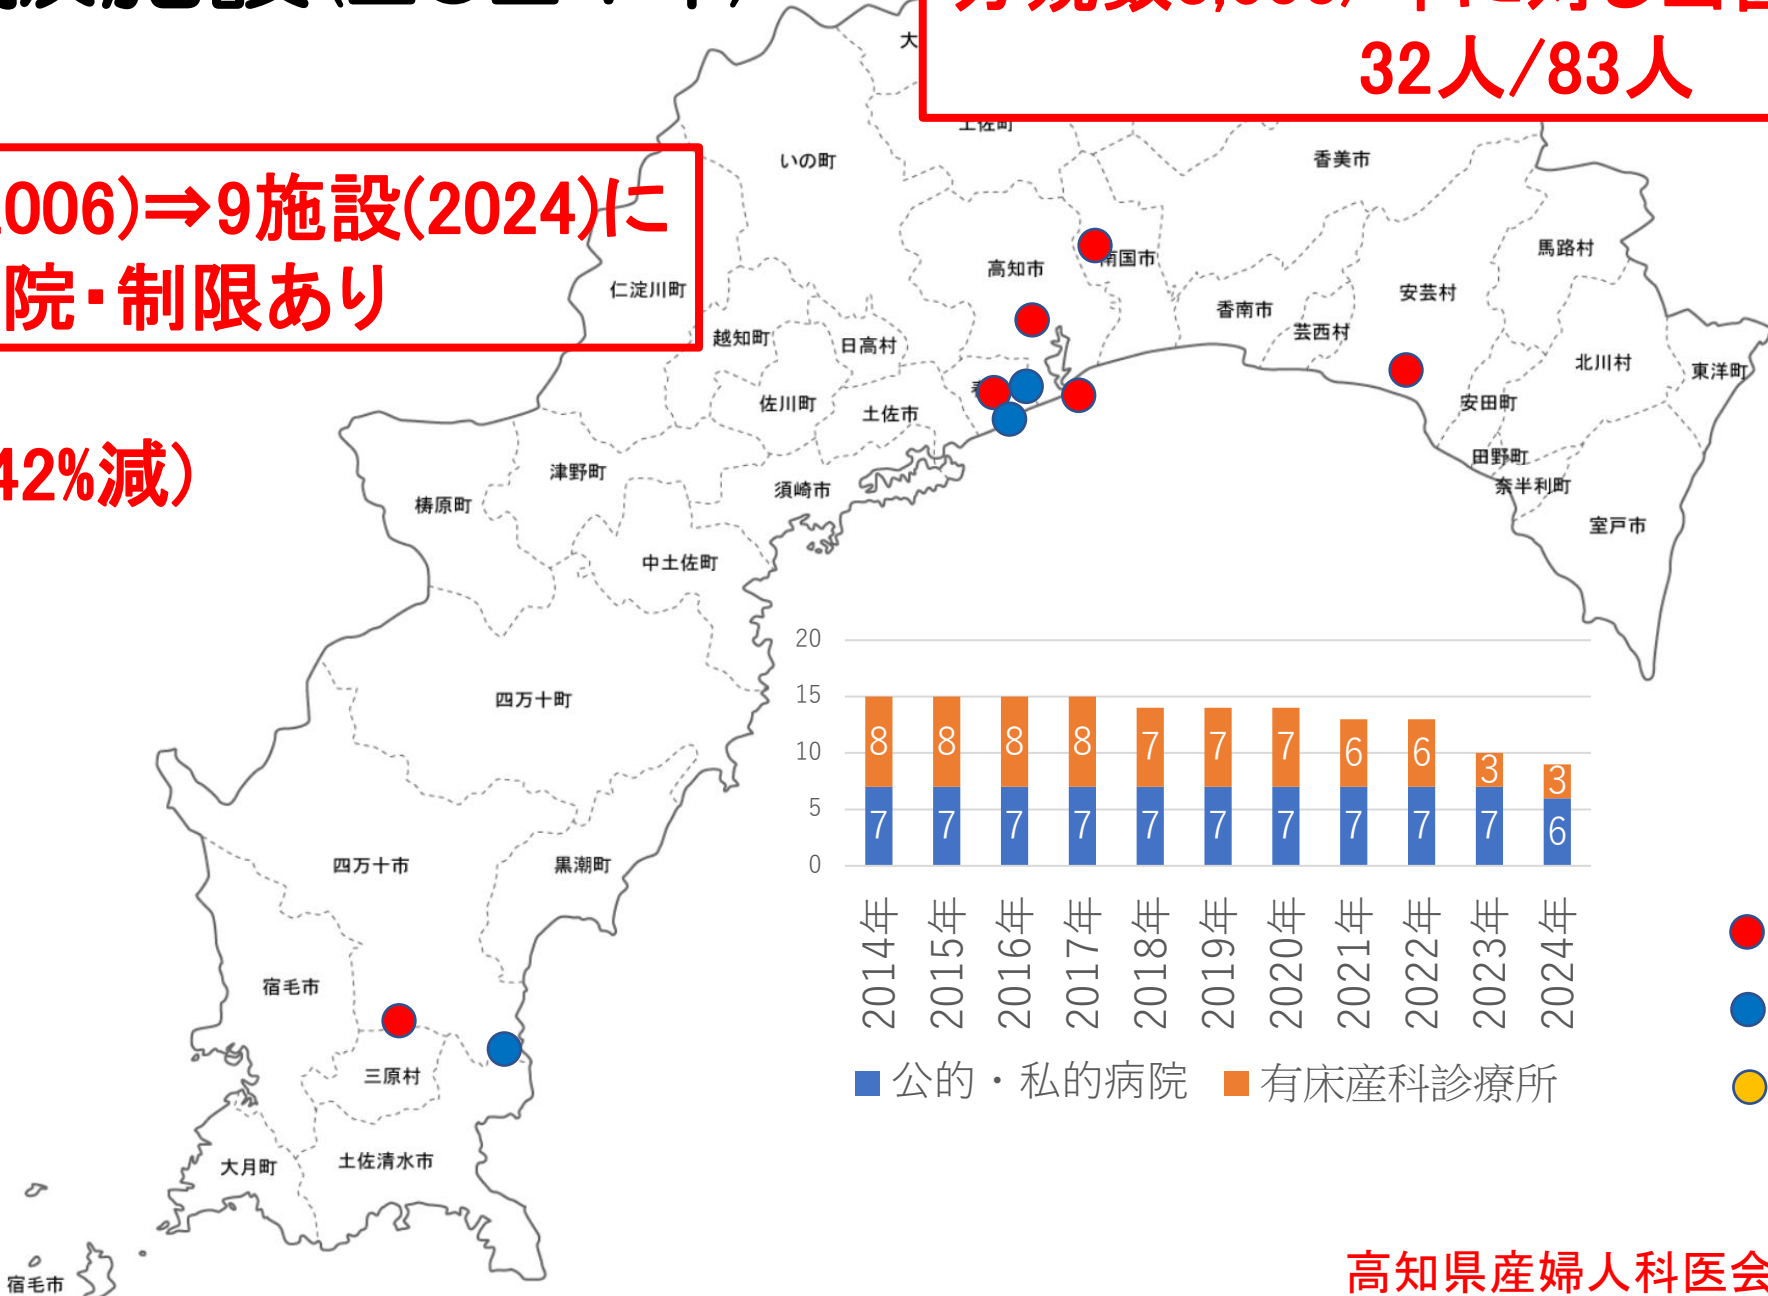 32人/83人
006)⇒9施設(2024)に
院・制限あり
42%減）
いの町
香美市
馬路村
高知市
南国市
仁淀川町
安芸村
香南市
芸西村
越知町
日高村
北川村
東洋町
佐川町
土佐市
安田町
田野町
奈半利町
津野町
須崎市
梼原町
室戸市
中土佐町
四万十町
四万十市
黒潮町
宿毛市
三原村
大月町
土佐清水市
宿毛市
20
15
10
5
0
8 8 8 8 7 7 7 6 6 3 3
7 7 7 7 7 7 7 7 7 7 6
2014年 2015年 2016年 2017年 2018年 2019年 2020年 2021年 2022年 2023年 2024年
公的・私的病院 有床産科診療所
高知県産婦人科医会